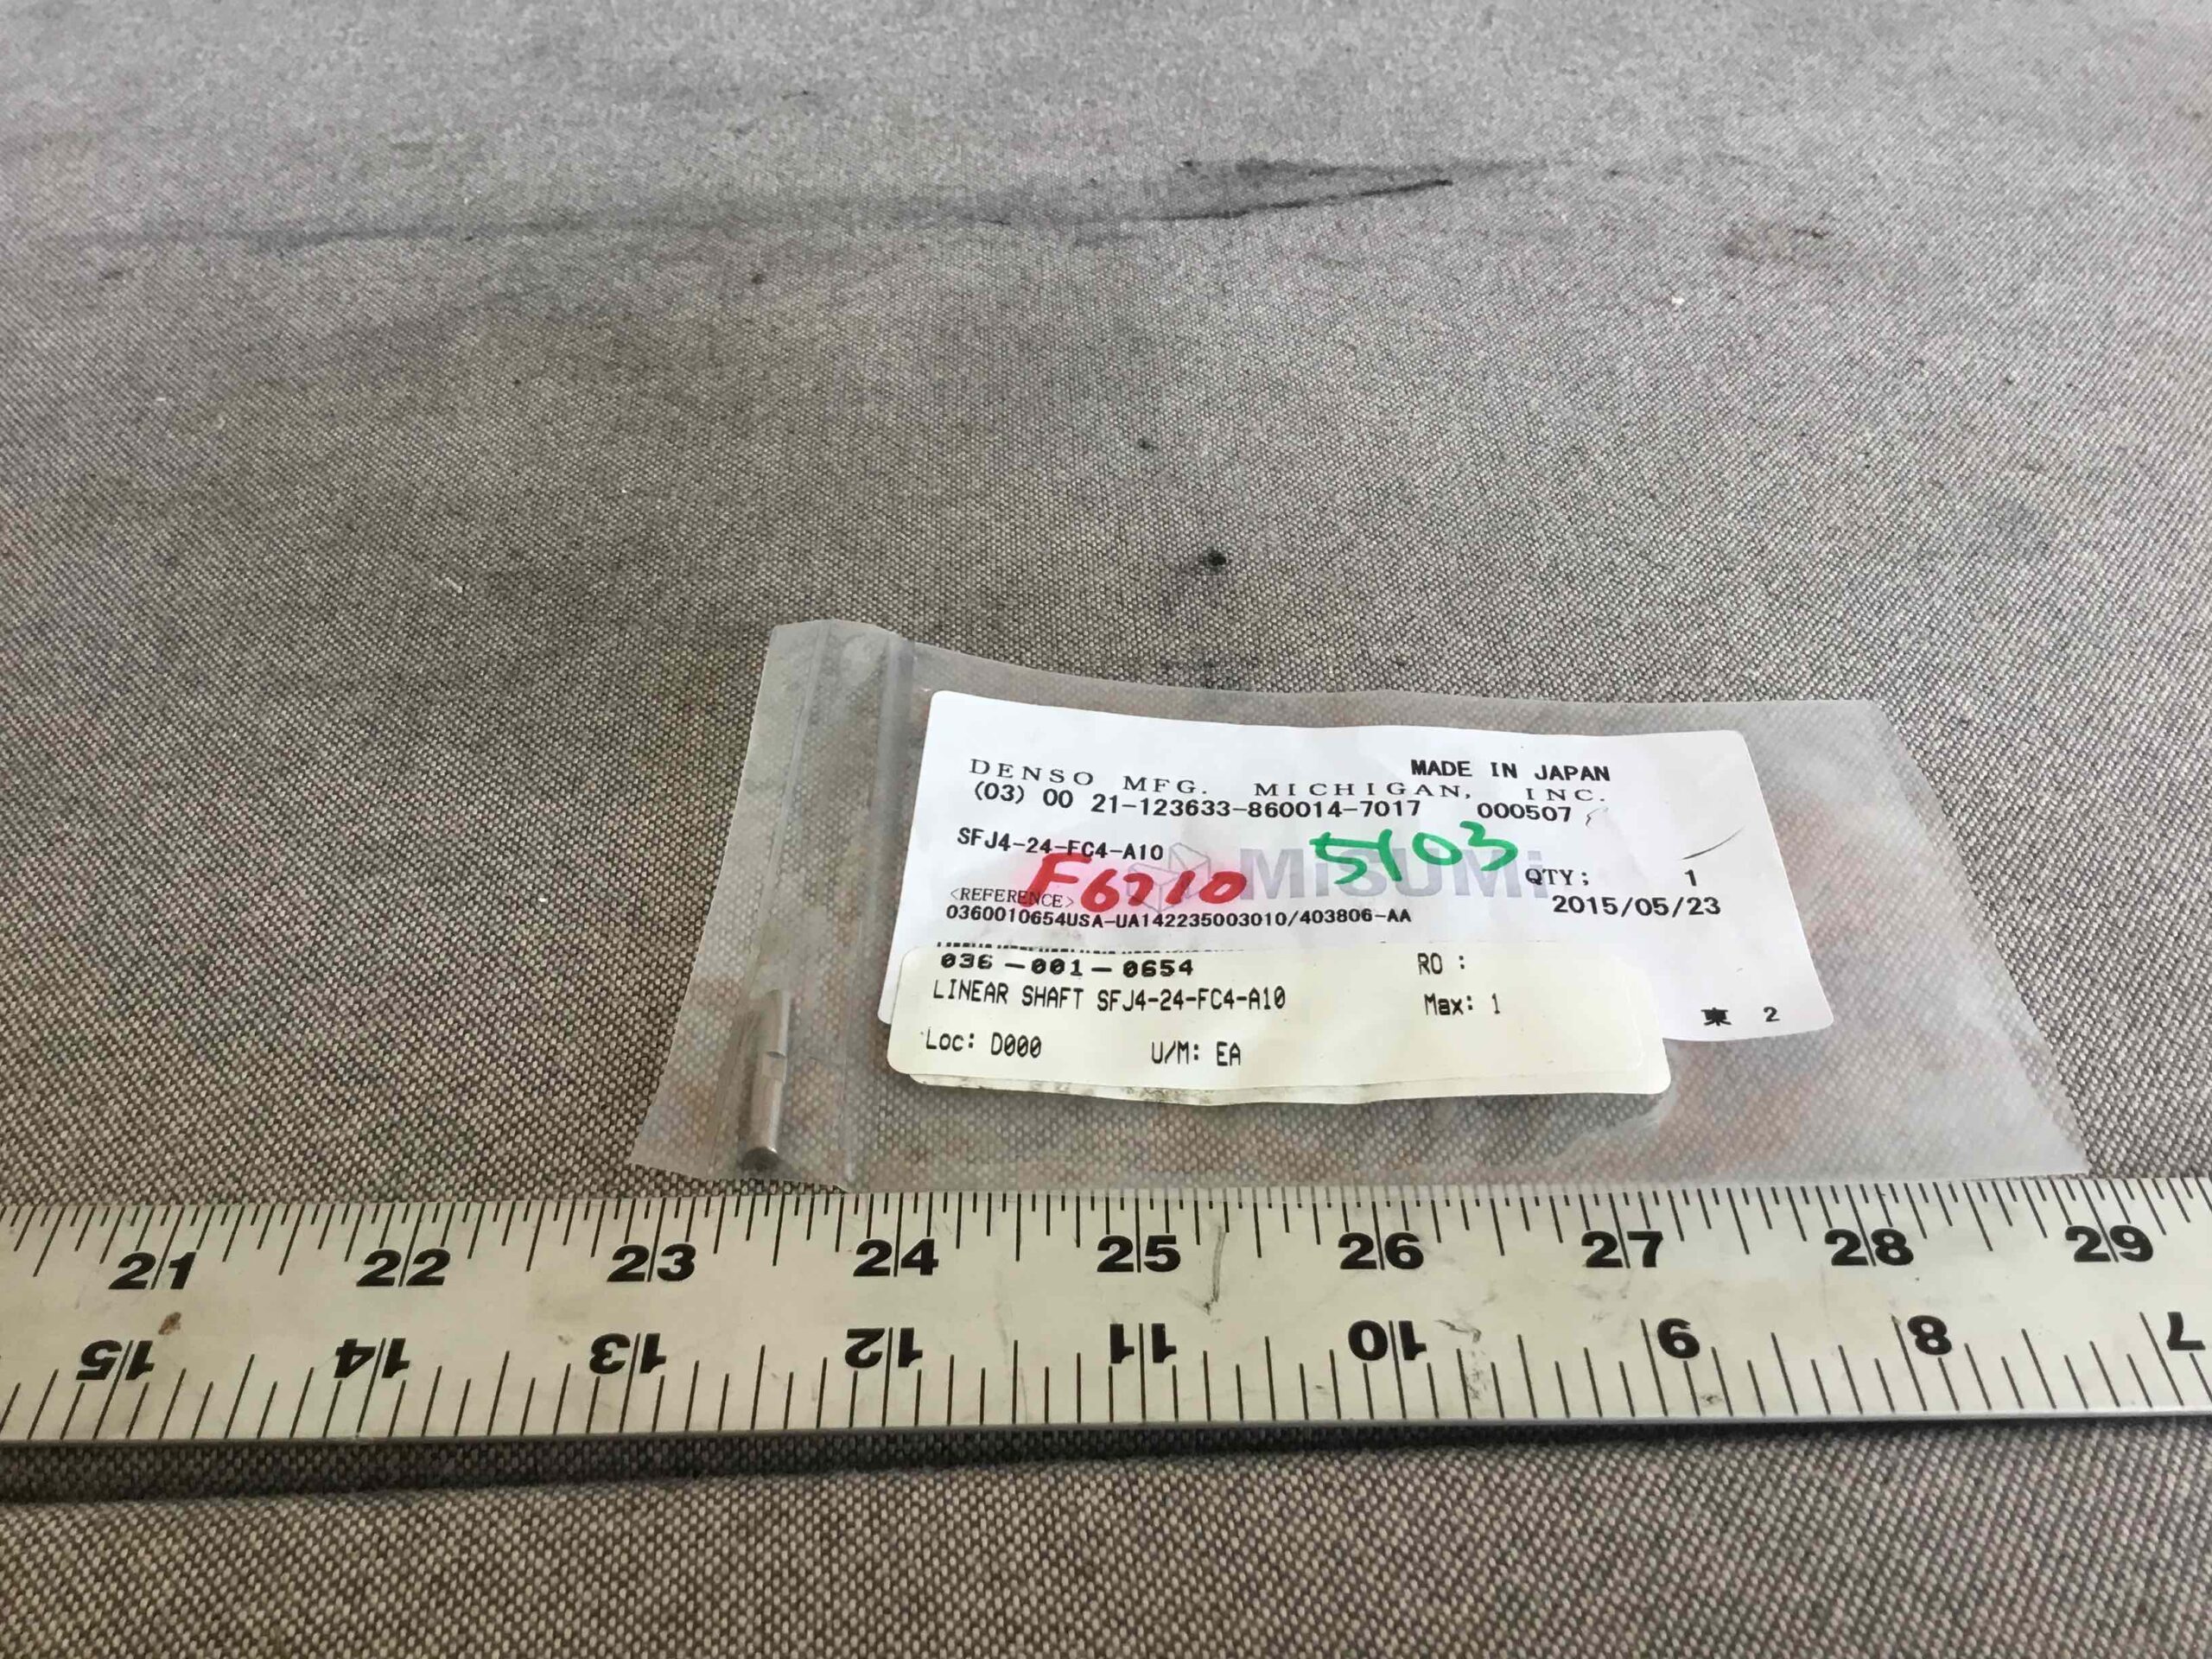 MADE IN JAPAN
DENSO MFG. MICHIGAN, INC.
(03) 00 21-123633-860014-7017 000507
SFJ4-24-FC4-A10
5103
MiSUMi
F6710
QTY; 1
<REFERENCE>
2015/05/23
0360010654USA-UA142235003010/403806-AA
036-001-0654
RO :
LINEAR SHAFT SFJ4-24-FC4-A10
Max: 1
東 2
Loc: D000
U/M: EA
21 22 23 24 25 26 27 28 29
15 14 13 12 11 10 9 8 7